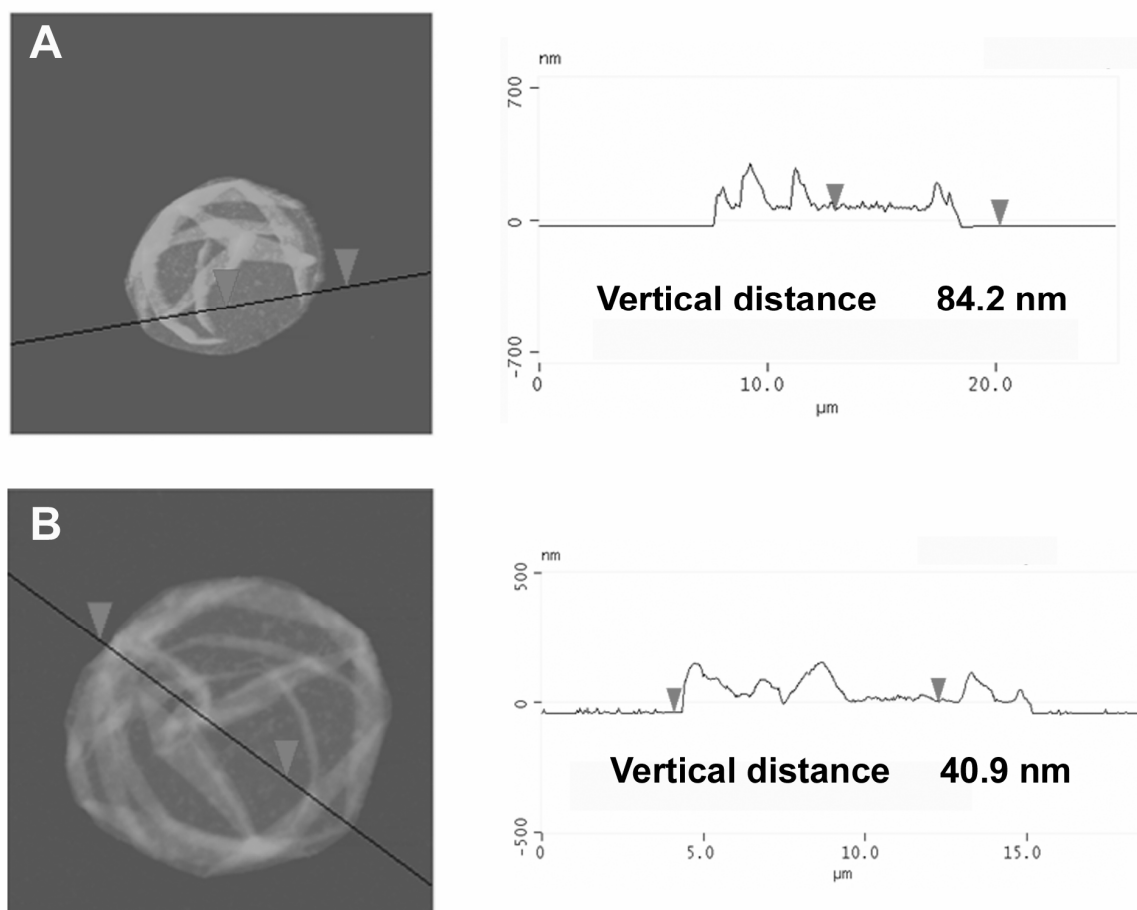 A
nm
700
0
-700
Vertical distance 84.2 nm
0 10.0 20.0
µm
B
nm
500
0
-500
Vertical distance 40.9 nm
0 5.0 10.0 15.0
µm